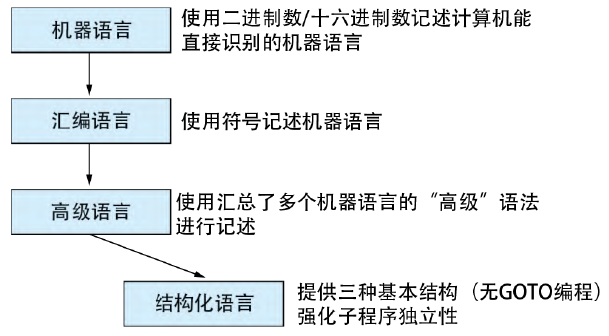 机器语言
使用二进制数/十六进制数记述计算机能
直接识别的机器语言
汇编语言
使用符号记述机器语言
高级语言
使用汇总了多个机器语言的“高级”语法
进行记述
结构化语言
提供三种基本结构（无GOTO编程）
强化子程序独立性